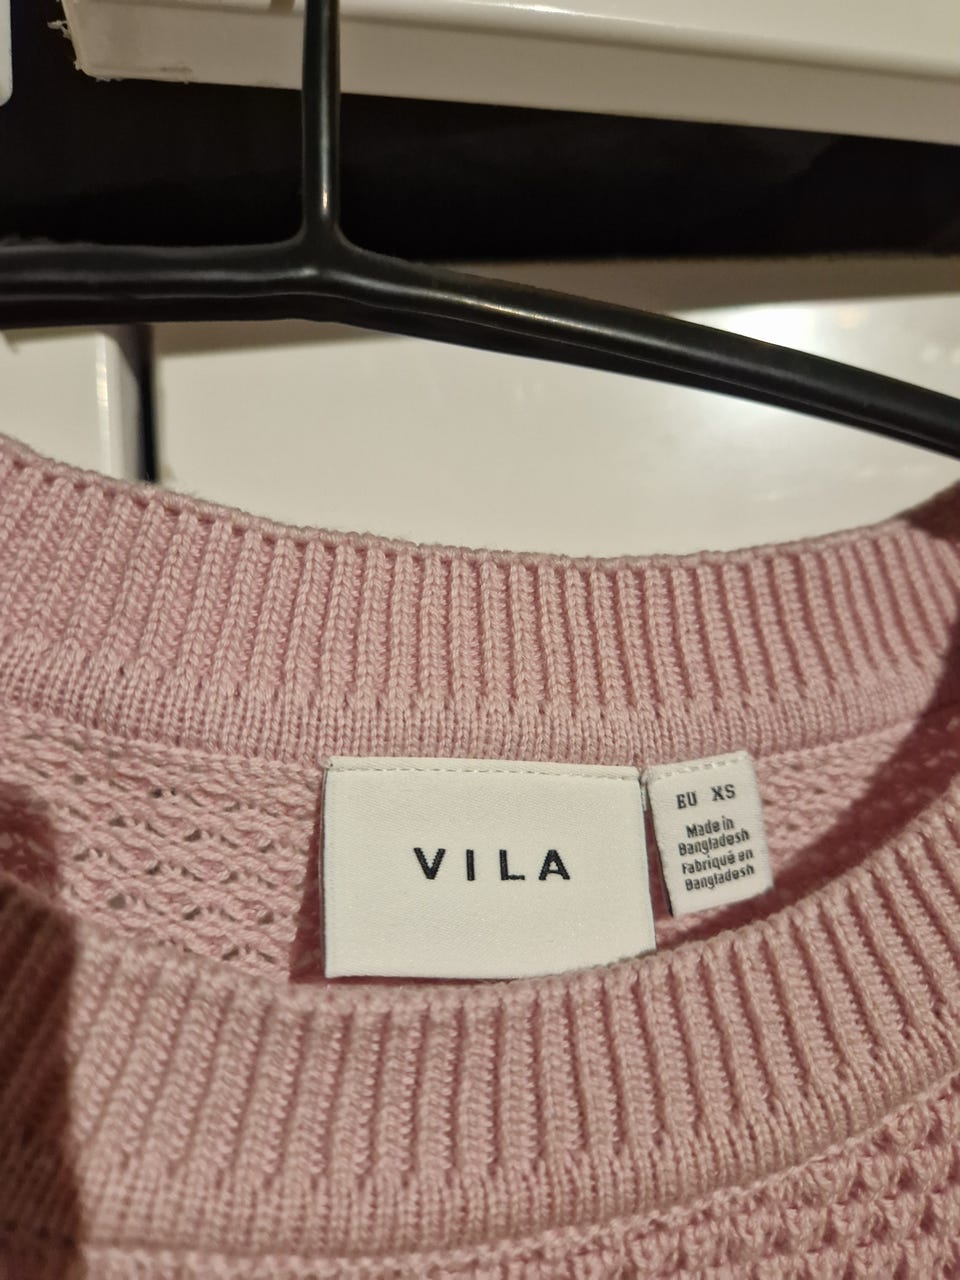 VILA
EU XS
Made in
Bangladesh
Fabriqué en
Bangladesh